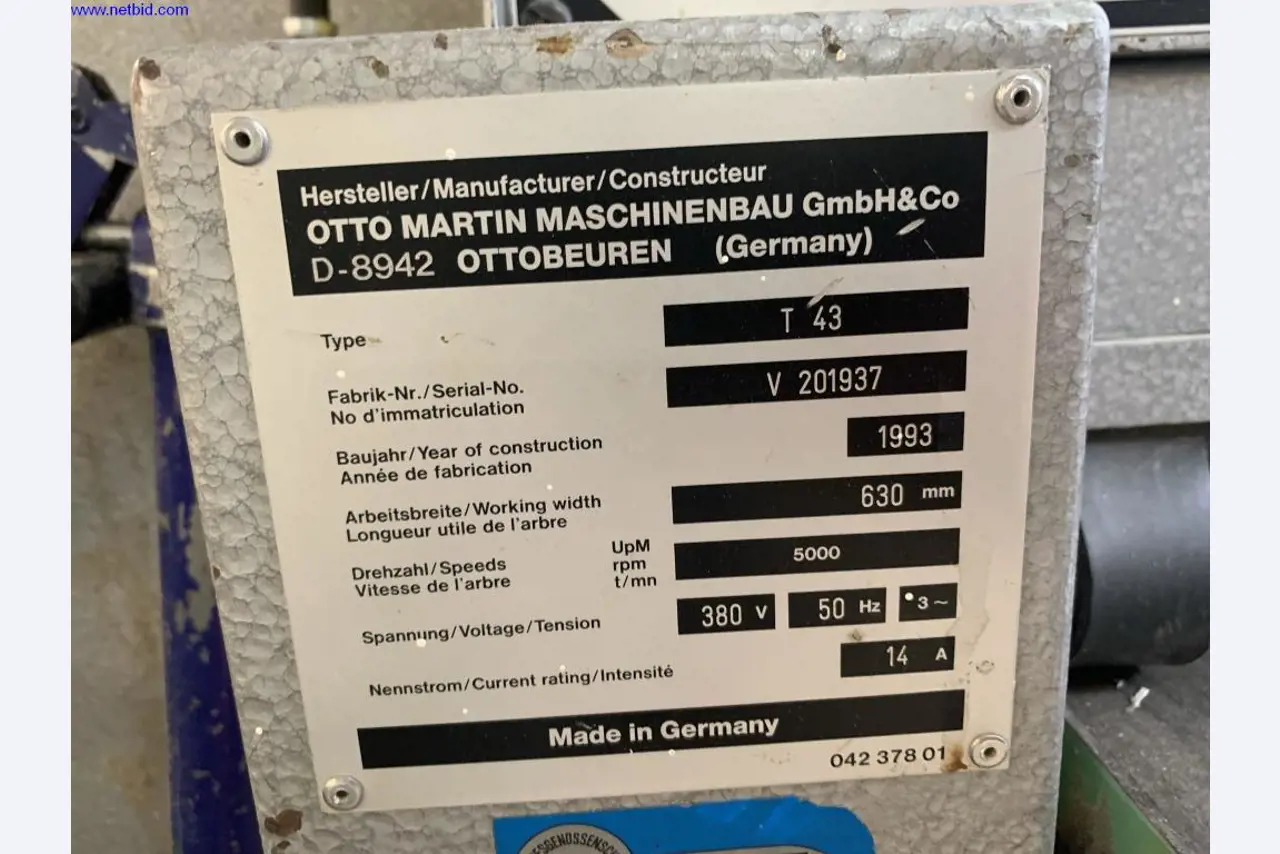 www.netbid.com
Hersteller/Manufacturer/Constructeur
OTTO MARTIN MASCHINENBAU GmbH&Co
D-8942 OTTOBEUREN (Germany)
Type T 43
Fabrik-Nr./Serial-No.
No d'immatriculation
V 201937
Baujahr/Year of construction
Année de fabrication
1993
Arbeitsbreite/Working width
Longueur utile de l'arbre
630 mm
Drehzahl/Speeds
Vitesse de l'arbre
UpM
rpm
t/mn
5000
Spannung/Voltage/Tension 380 V 50 Hz 3~
Nennstrom/Current rating/Intensité 14 A
Made in Germany
042 378 01